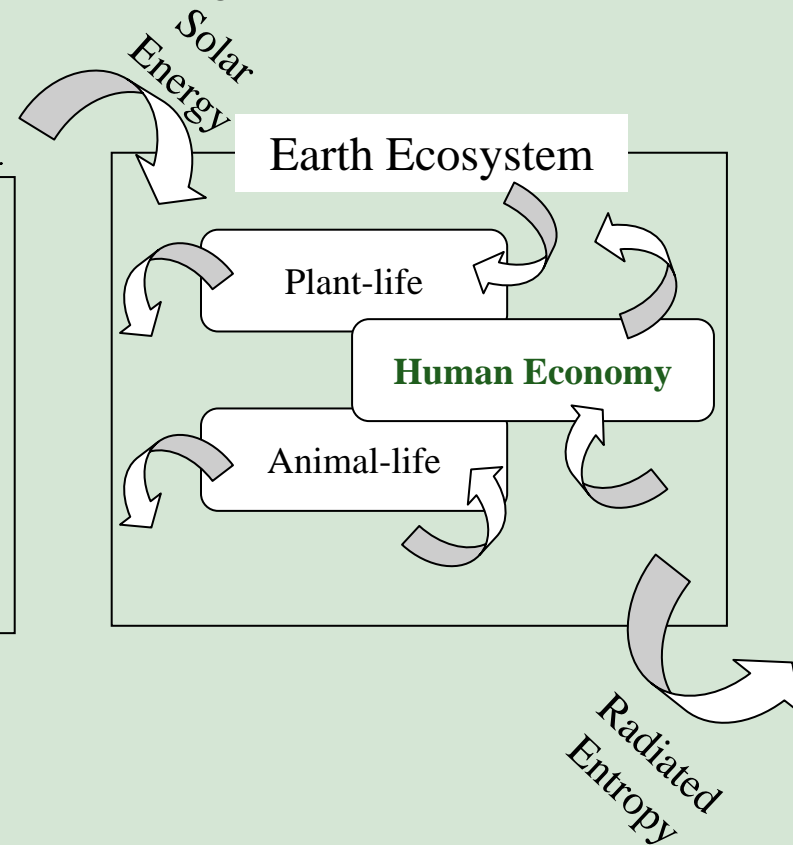 Solar
Energy
Earth Ecosystem
Plant-life
Human Economy
Animal-life
Radiated
Entropy